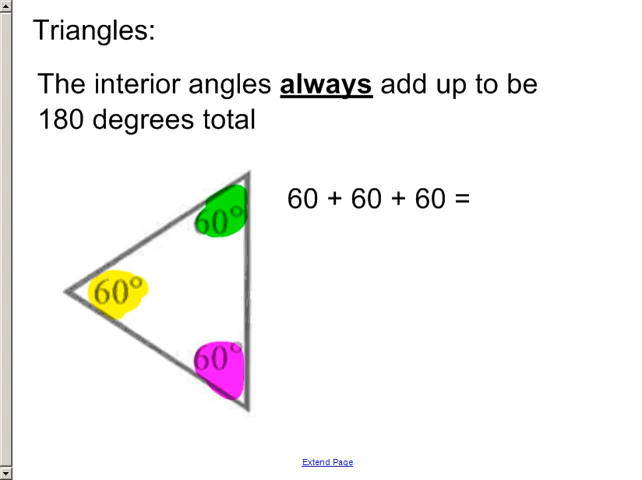 Triangles:
The interior angles always add up to be
180 degrees total
60 + 60 + 60 =
60°
60°
60°
Extend Page